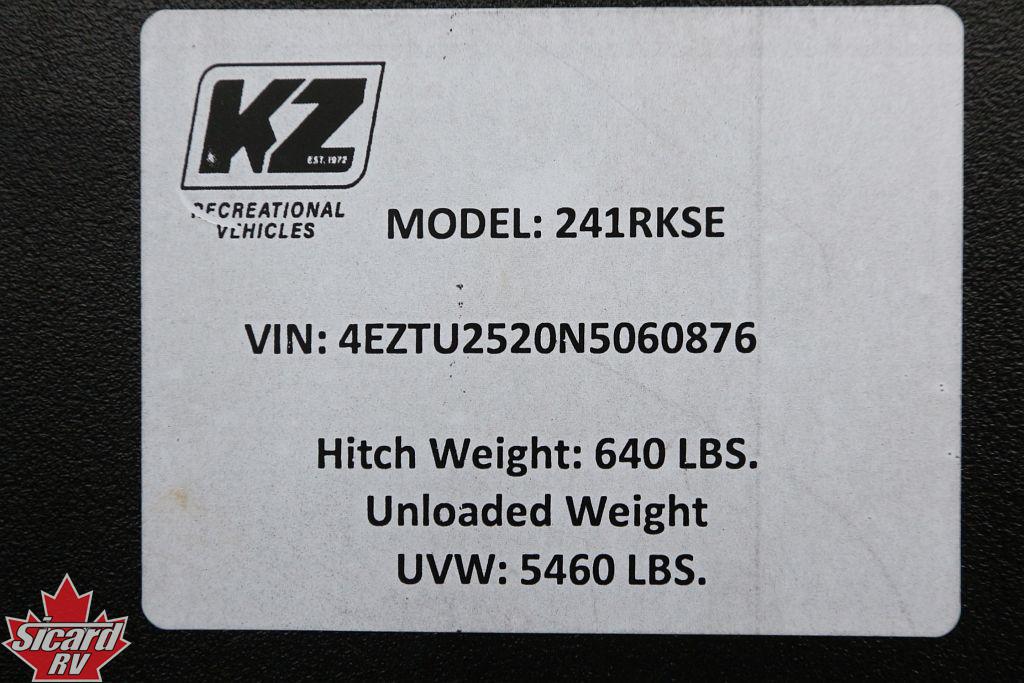 KZ
EST. 1972
RECREATIONAL
VEHICLES
MODEL: 241RKSE
VIN: 4EZTU2520N5060876
Hitch Weight: 640 LBS.
Unloaded Weight
UVW: 5460 LBS.
Sicard
RV